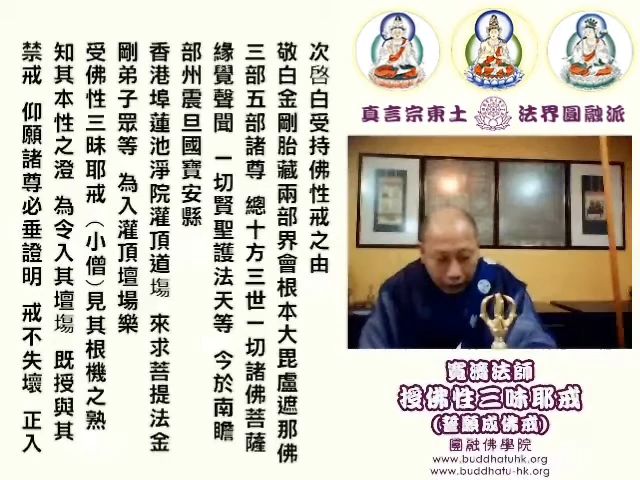 次啓白受持佛性戒之由
敬白金剛胎藏兩部界會根本大毘盧遮那佛
三部五部諸尊 總十方三世一切諸佛菩薩
緣覺聲聞 一切賢聖護法天等 今於南瞻
部州震旦國寶安縣
香港埠蓮池淨院灌頂道塲 來求菩提法金
剛弟子眾等 為入灌頂壇場樂
受佛性三昧耶戒 (小僧)見其根機之熟
知其本性之澄 為令入其壇塲 既授與其
禁戒 仰願諸尊必垂證明 戒不失壞 正入
真言宗東土 法界圓融派
寬濟法師
授佛性三昧耶戒
(誓願成佛戒)
圓融佛學院
www.buddhatuhk.org
www.buddhatu-hk.org